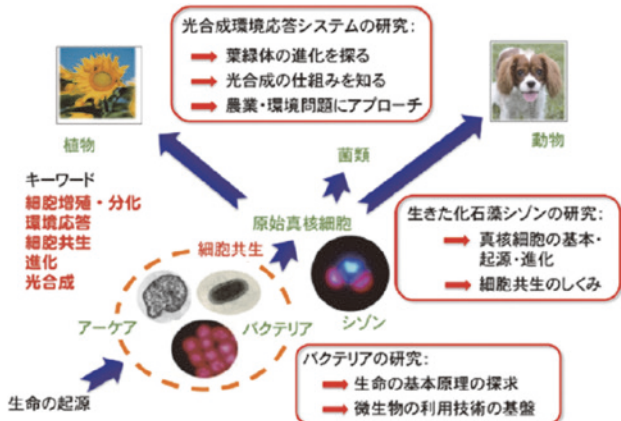 光合成環境応答システムの研究:
葉緑体の進化を探る
光合成の仕組みを知る
農業・環境問題にアプローチ
植物
動物
菌類
キーワード
細胞増殖・分化
環境応答
細胞共生
進化
光合成
原始真核細胞
細胞共生
アーケア
バクテリア
シゾン
生きた化石藻シゾンの研究:
真核細胞の基本・
起源・進化
細胞共生のしくみ
生命の起源
バクテリアの研究:
生命の基本原理の探求
微生物の利用技術の基盤